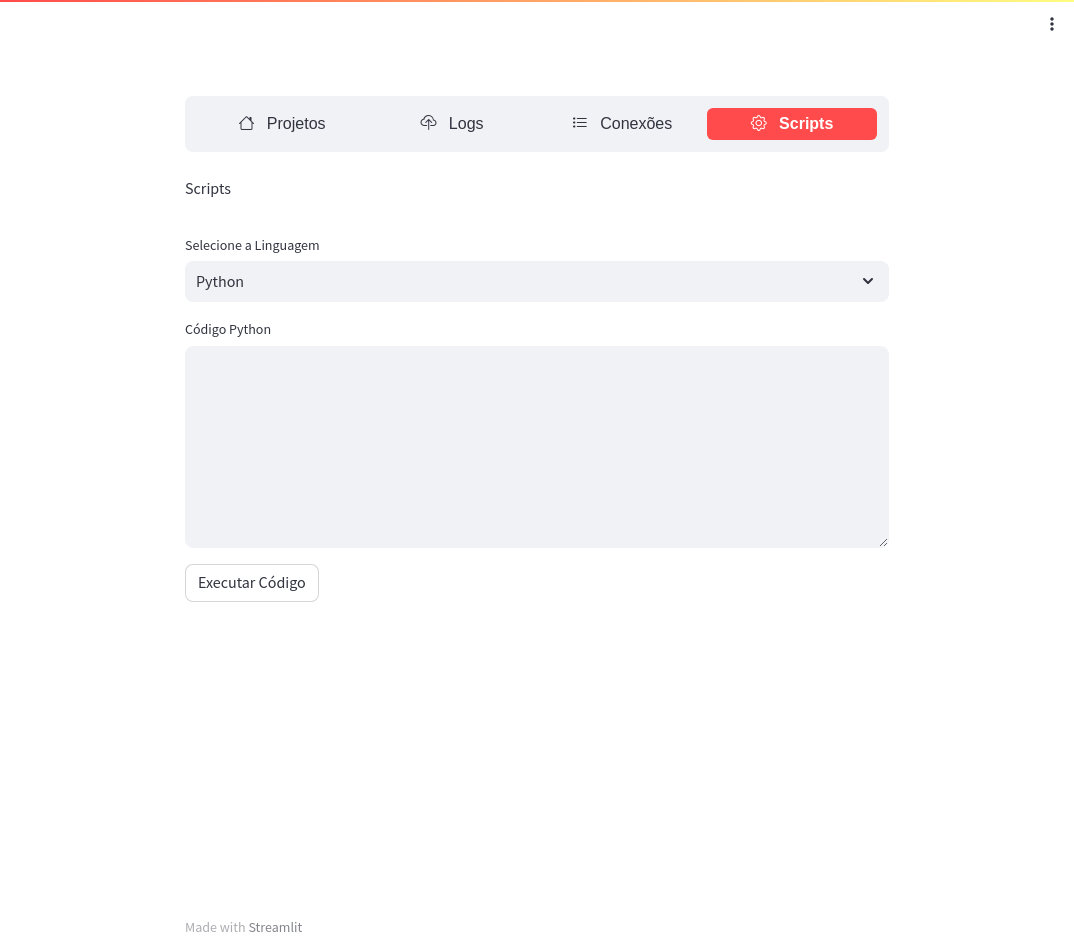 Projetos Logs Conexões Scripts
Scripts
Selecione a Linguagem
Python
Código Python
Executar Código
Made with Streamlit